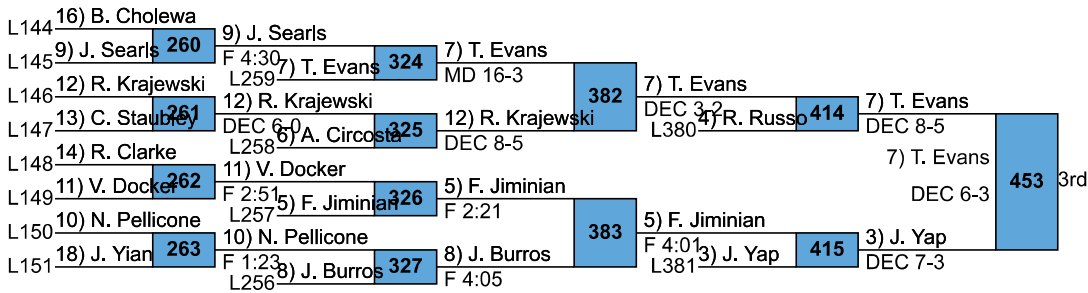 L144 16) B. Cholewa
260
L145 9) J. Searls
9) J. Searls
F 4:30
L259 7) T. Evans
324
7) T. Evans
MD 16-3
L146 12) R. Krajewski
261
L147 13) C. Staubley
12) R. Krajewski
DEC 6-0
L258 6) A. Circosta
325
12) R. Krajewski
DEC 8-5
382
7) T. Evans
DEC 3-2
L380 4) R. Russo
414
7) T. Evans
DEC 8-5
L148 14) R. Clarke
262
L149 11) V. Docker
11) V. Docker
F 2:51
L257 5) F. Jiminian
326
5) F. Jiminian
F 2:21
L150 10) N. Pellicone
263
L151 18) J. Yian
10) N. Pellicone
F 1:23
L256 8) J. Burros
327
8) J. Burros
F 4:05
383
5) F. Jiminian
F 4:01
L381 3) J. Yap
415
3) J. Yap
DEC 7-3
7) T. Evans
DEC 6-3
453
3rd